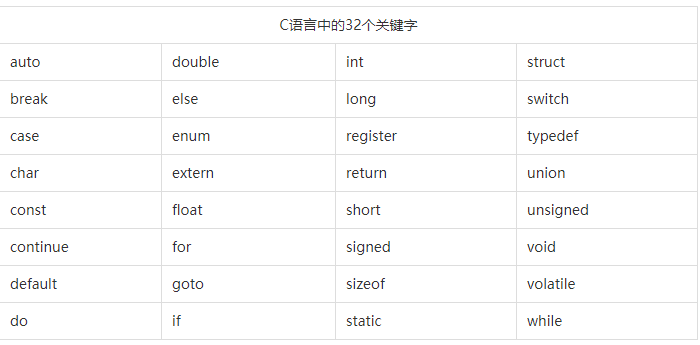 C语言中的32个关键字
auto double int struct
break else long switch
case enum register typedef
char extern return union
const float short unsigned
continue for signed void
default goto sizeof volatile
do if static while